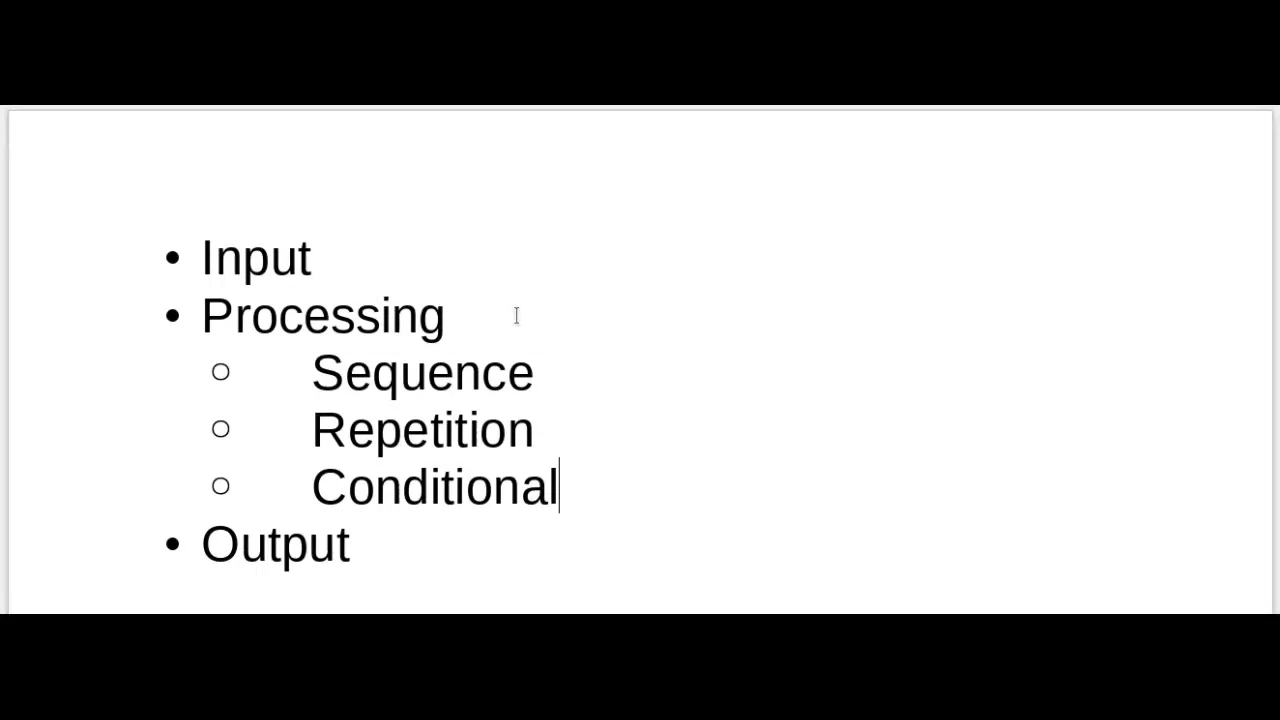 • Input
• Processing
○ Sequence
○ Repetition
○ Conditional
• Output